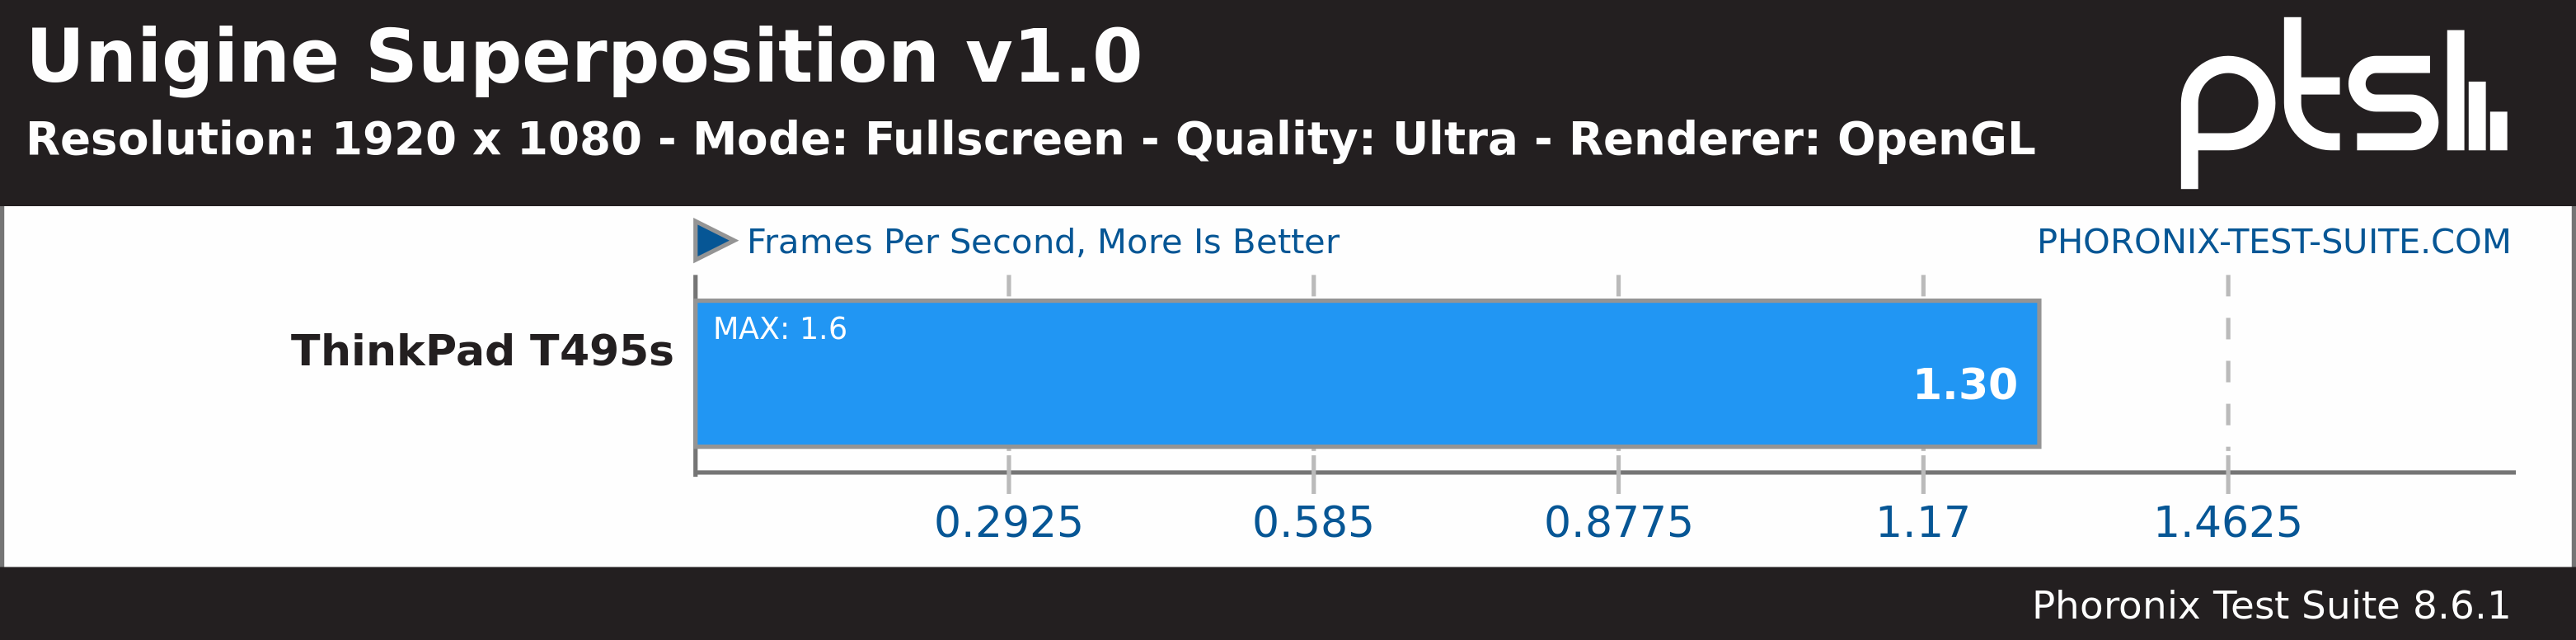 Unigine Superposition v1.0
Resolution: 1920 x 1080 - Mode: Fullscreen - Quality: Ultra - Renderer: OpenGL
ptsl
Frames Per Second, More Is Better
PHORONIX-TEST-SUITE.COM
ThinkPad T495s
MAX: 1.6
1.30
0.2925
0.585
0.8775
1.17
1.4625
Phoronix Test Suite 8.6.1